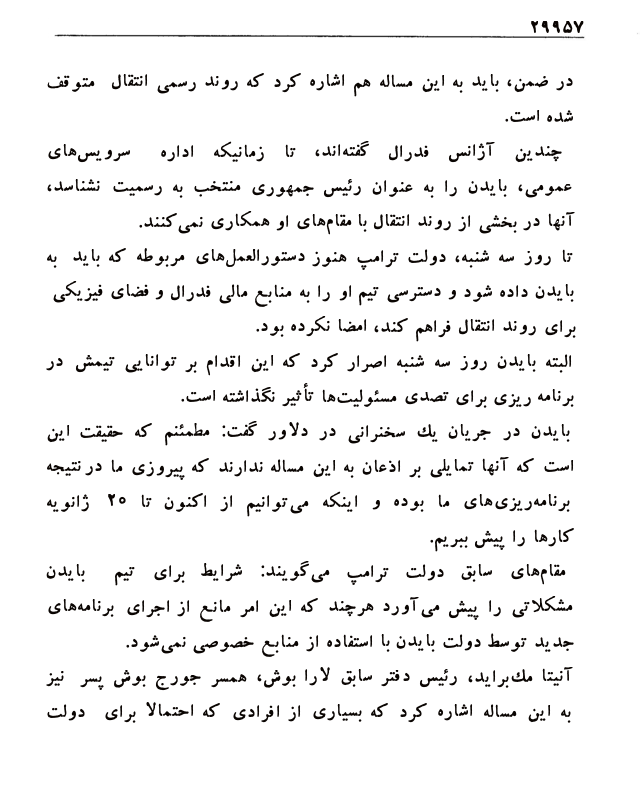 ۲۹۹۵۷
در ضمن، باید به این مساله هم اشاره کرد که روند رسمی انتقال متوقف
شده است.
چندین آژانس فدرال گفته‌اند، تا زمانیکه اداره سرویس‌های
عمومی، بایدن را به عنوان رئیس جمهوری منتخب به رسمیت نشناسد،
آنها در بخشی از روند انتقال با مقام‌های او همکاری نمی‌کنند.
تا روز سه شنبه، دولت ترامپ هنوز دستورالعمل‌های مربوطه که باید به
بایدن داده شود و دسترسی تیم او را به منابع مالی فدرال و فضای فیزیکی
برای روند انتقال فراهم کند، امضا نکرده بود.
البته بایدن روز سه شنبه اصرار کرد که این اقدام بر توانایی تیمش در
برنامه ریزی برای تصدی مسئولیت‌ها تأثیر نگذاشته است.
بایدن در جریان یك سخنرانی در دلاور گفت: مطمئنم که حقیقت این
است که آنها تمایلی بر اذعان به این مساله ندارند که پیروزی ما در نتیجه
برنامه‌ریزی‌های ما بوده و اینکه می‌توانیم از اکنون تا ۲۵ ژانویه
کارها را پیش ببریم.
مقام‌های سابق دولت ترامپ می‌گویند: شرایط برای تیم بایدن
مشکلاتی را پیش می‌آورد هرچند که این امر مانع از اجرای برنامه‌های
جدید توسط دولت بایدن با استفاده از منابع خصوصی نمی‌شود.
آنیتا مك‌براید، رئیس دفتر سابق لارا بوش، همسر جورج بوش پسر نیز
به این مساله اشاره کرد که بسیاری از افرادی که احتمالا برای دولت